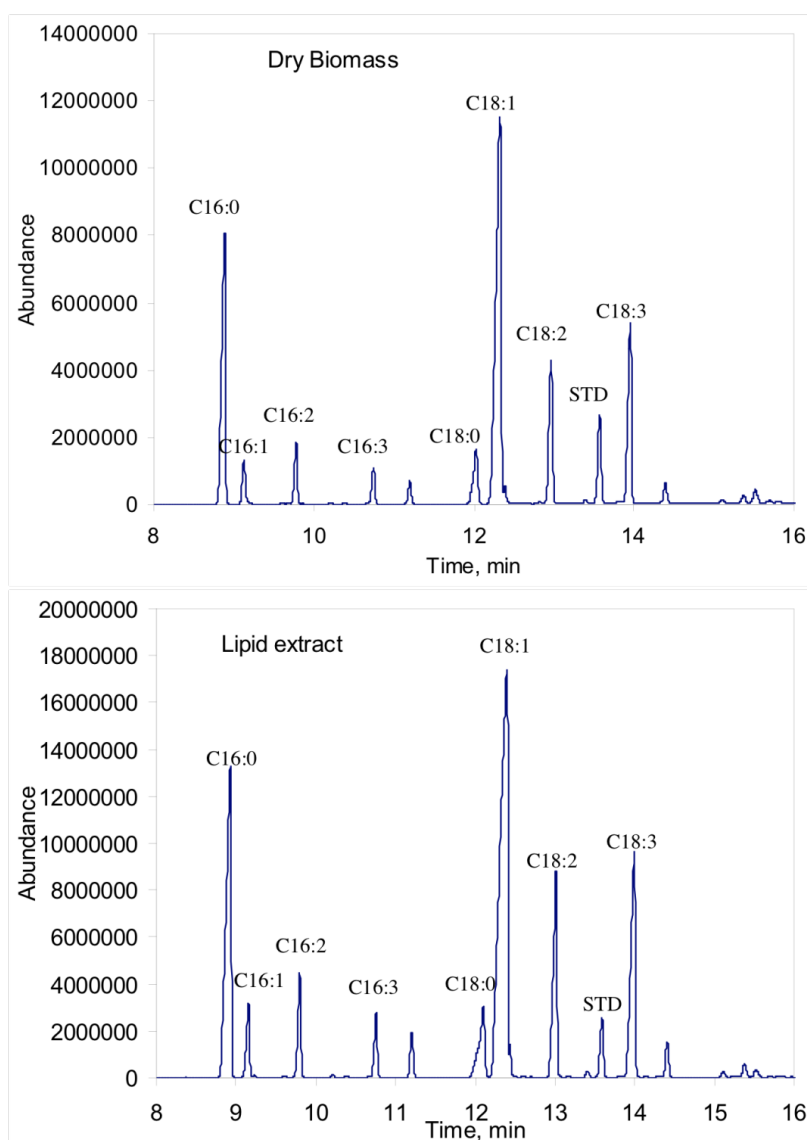 14000000
Dry Biomass
12000000
C18:1
10000000
C16:0
8000000
Abundance
6000000
C18:3
C18:2
4000000
STD
C16:2
C18:0
2000000
C16:1
C16:3
0
8 10 12 14 16
Time, min
20000000
18000000
Lipid extract
C18:1
16000000
14000000
C16:0
12000000
Abundance
10000000
C18:3
C18:2
8000000
6000000
C16:2
4000000
C16:1
C16:3
C18:0
STD
2000000
0
8 9 10 11 12 13 14 15 16
Time, min